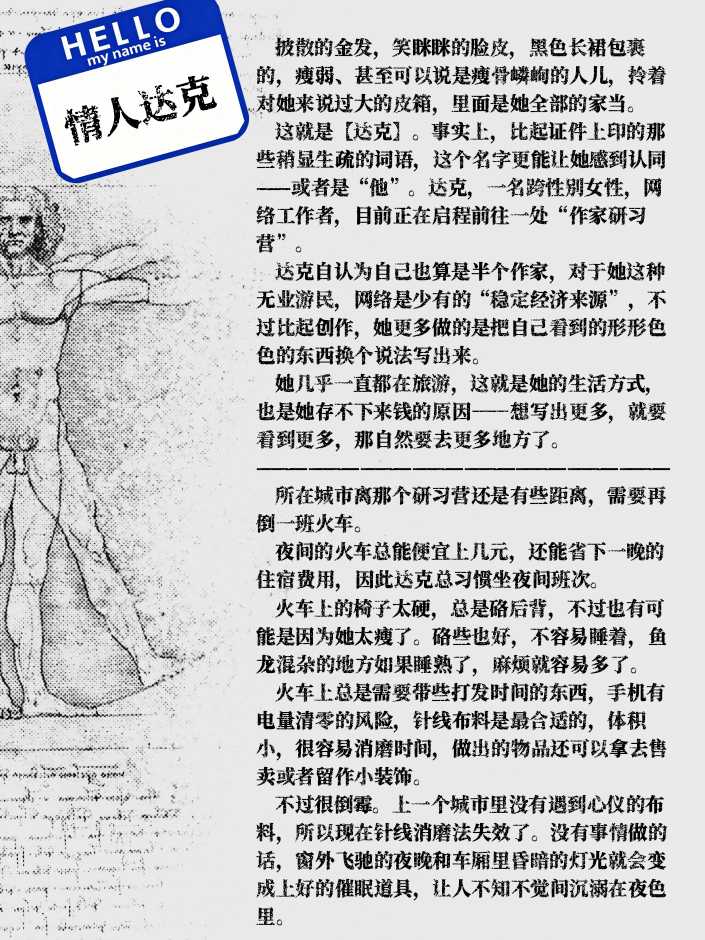 HELLO
my name is
情人达克
披散的金发，笑眯眯的脸皮，黑色长裙包裹
的，瘦弱、甚至可以说是瘦骨嶙峋的人儿，拎着
对她来说过大的皮箱，里面是她全部的家当。
这就是【达克】。事实上，比起证件上印的那
些稍显生疏的词语，这个名字更能让她感到认同
——或者是“他”。达克，一名跨性别女性，网
络工作者，目前正在启程前往一处“作家研习
营”。
达克自认为自己也算是半个作家，对于她这种
无业游民，网络是少有的“稳定经济来源”，不
过比起创作，她更多做的是把自己看到的形形色
色的东西换个说法写出来。
她几乎一直都在旅游，这就是她的生活方式，
也是她存不下来钱的原因——想写出更多，就要
看到更多，那自然要去更多地方了。
所在城市离那个研习营还是有些距离，需要再
倒一班火车。
夜间的火车总能便宜上几元，还能省下一晚的
住宿费用，因此达克总习惯坐夜间班次。
火车上的椅子太硬，总是硌后背，不过也有可
能是因为她太瘦了。硌些也好，不容易睡着，鱼
龙混杂的地方如果睡熟了，麻烦就容易多了。
火车上总是需要带些打发时间的东西，手机有
电量清零的风险，针线布料是最合适的，体积
小，很容易消磨时间，做出的物品还可以拿去售
卖或者留作小装饰。
不过很倒霉。上一个城市里没有遇到心仪的布
料，所以现在针线消磨法失效了。没有事情做的
话，窗外飞驰的夜晚和车厢里昏暗的灯光就会变
成上好的催眠道具，让人不知不觉间沉溺在夜色
里。